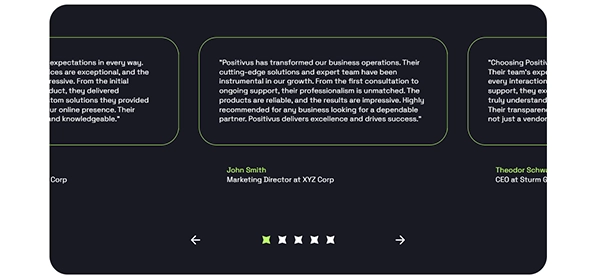 expectations in every way.
ces are exceptional, and the
ressive. From the initial
duct, they delivered
tom solutions they provided
ur online presence. Their
and knowledgeable."
Corp
"Positivus has transformed our business operations. Their
cutting-edge solutions and expert team have been
instrumental in our growth. From the first consultation to
ongoing support, their professionalism is unmatched. The
products are reliable, and the results are impressive. Highly
recommended for any business looking for a dependable
partner. Positivus delivers excellence and drives success."
John Smith
Marketing Director at XYZ Corp
"Choosing Positiv
Their team's expe
every interaction
support, they exc
truly understand
Their transparen
not just a vendor
Theodor Schwa
CEO at Sturm G